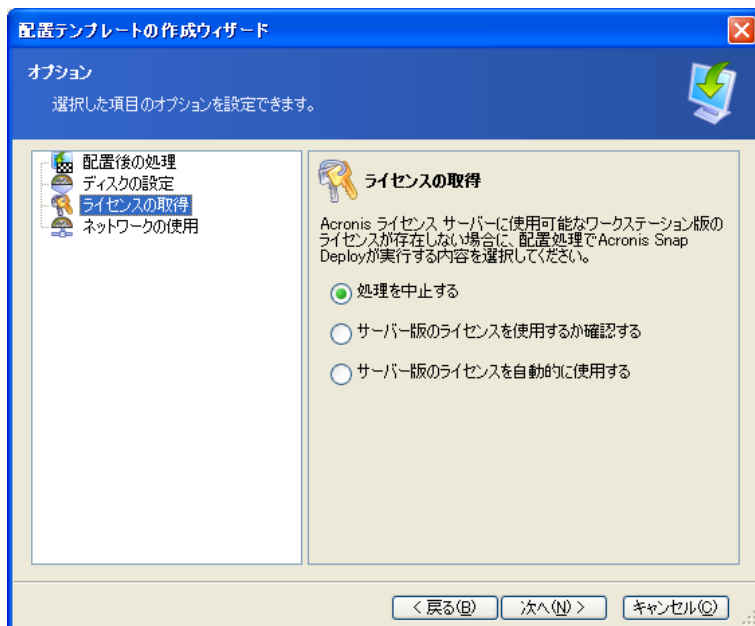 配置テンプレートの作成ウィザード
オプション
選択した項目のオプションを設定できます。
配置後の処理
ディスクの設定
ライセンスの取得
ネットワークの使用
ライセンスの取得
Acronis ライセンス サーバーに使用可能なワークステーション版の
ライセンスが存在しない場合に、配置処理でAcronis Snap
Deployが実行する内容を選択してください。
処理を中止する
サーバー版のライセンスを使用するか確認する
サーバー版のライセンスを自動的に使用する
< 戻る(B)
次へ(N) >
キャンセル(C)